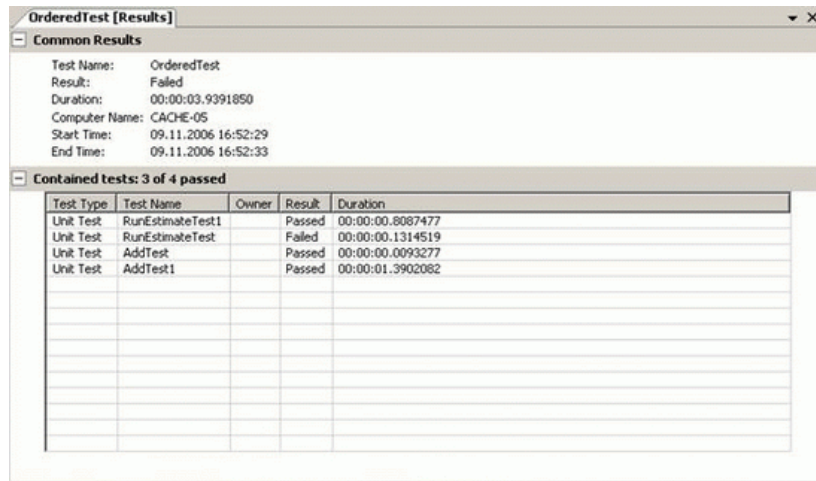 OrderedTest [Results]
Common Results
Test Name: OrderedTest
Result: Failed
Duration: 00:00:03.9391850
Computer Name: CACHE-05
Start Time: 09.11.2006 16:52:29
End Time: 09.11.2006 16:52:33
Contained tests: 3 of 4 passed
Test Type Test Name Owner Result Duration
Unit Test RunEstimateTest1 Passed 00:00:00.8087477
Unit Test RunEstimateTest Failed 00:00:00.1314519
Unit Test AddTest Passed 00:00:00.0093277
Unit Test AddTest1 Passed 00:00:01.3902082